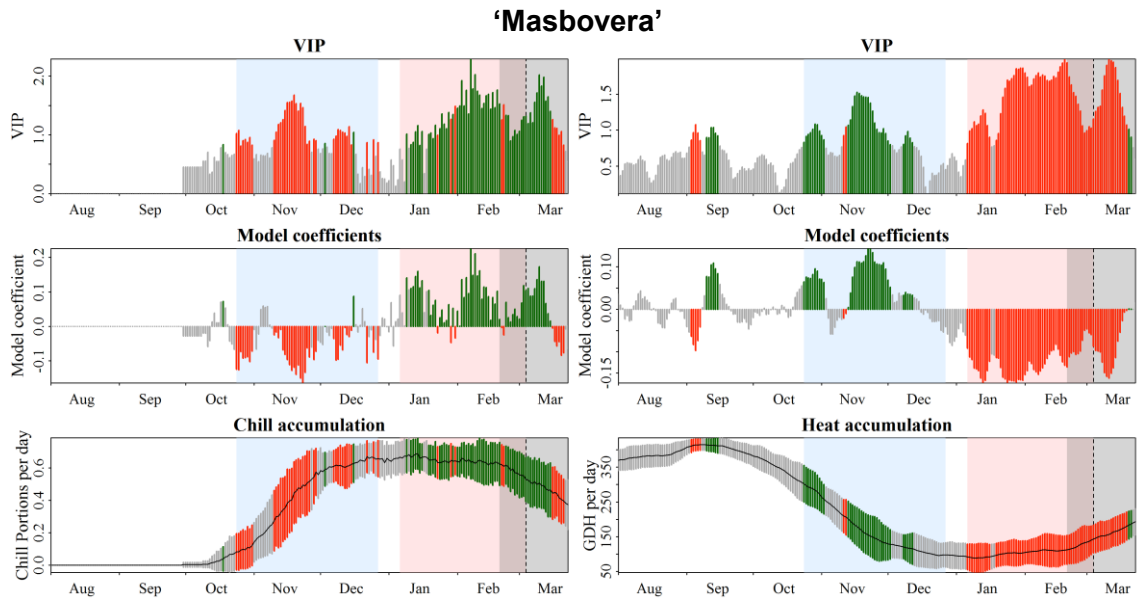 ‘Masbovera’
VIP
VIP
2.0
1.0
0.0
Aug Sep Oct Nov Dec Jan Feb Mar
VIP
VIP
1.5
1.0
0.5
Aug Sep Oct Nov Dec Jan Feb Mar
Model coefficients
Model coefficient
0.2
0.1
0.0
-0.1
Aug Sep Oct Nov Dec Jan Feb Mar
Model coefficients
Model coefficient
0.10
0.00
-0.15
Aug Sep Oct Nov Dec Jan Feb Mar
Chill accumulation
Chill Portions per day
0.6
0.4
0.2
0.0
Aug Sep Oct Nov Dec Jan Feb Mar
Heat accumulation
GDH per day
350
250
150
50
Aug Sep Oct Nov Dec Jan Feb Mar